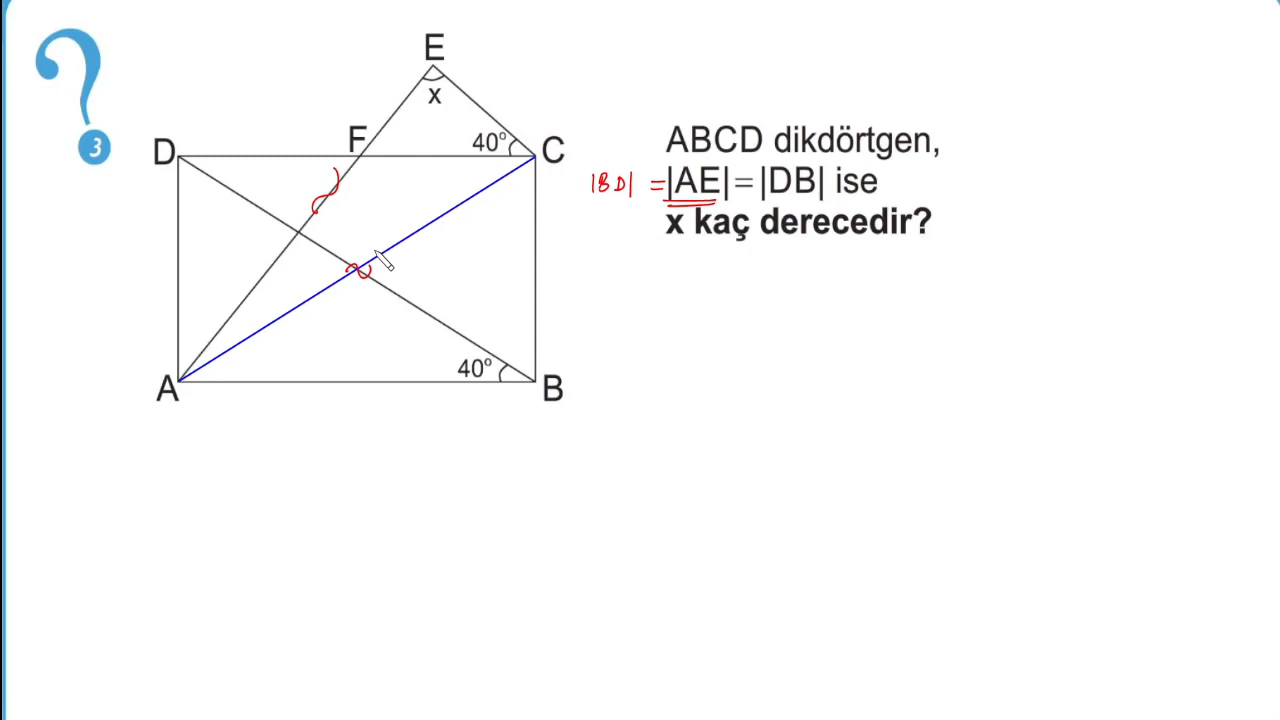 ?
3
E
x
D
F
40°
C
ABCD dikdörtgen,
|BD| = |AE| = |DB| ise
x kaç derecedir?
A
40°
B